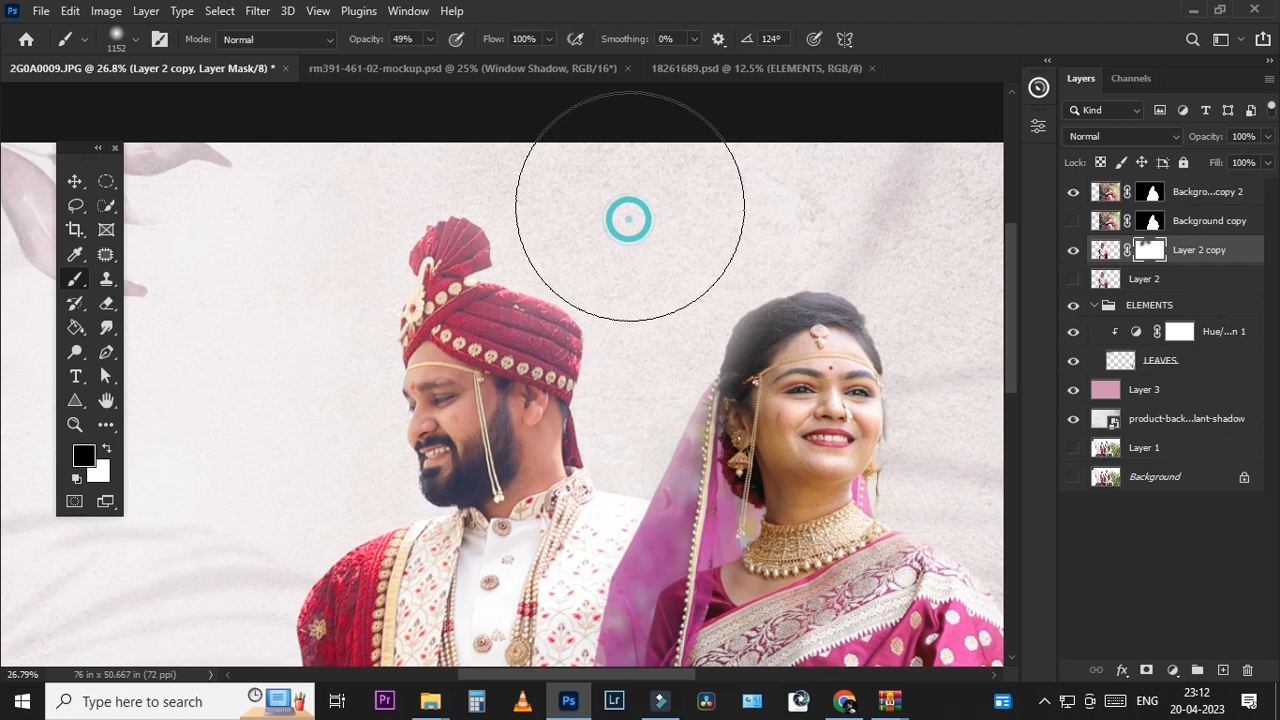 Ps File Edit Image Layer Type Select Filter 3D View Plugins Window Help
1152 Mode: Normal Opacity: 49% Flow: 100% Smoothing: 0% 124°
2G0A0009.JPG @ 26.8% (Layer 2 copy, Layer Mask/8) * × rm391-461-02-mockup.psd @ 25% (Window Shadow, RGB/16*) × 18261689.psd @ 12.5% (ELEMENTS, RGB/8) ×
Layers Channels
Kind
Normal Opacity: 100%
Lock: Fill: 100%
Backgro...copy 2
Background copy
Layer 2 copy
Layer 2
ELEMENTS
Hue/...n 1
LEAVES
Layer 3
product-back...lant-shadow
Layer 1
Background
26.79% 76 in x 50.667 in (72 ppi)
Type here to search
Pr Ps Lrt
ENG
23:12
20-04-2023